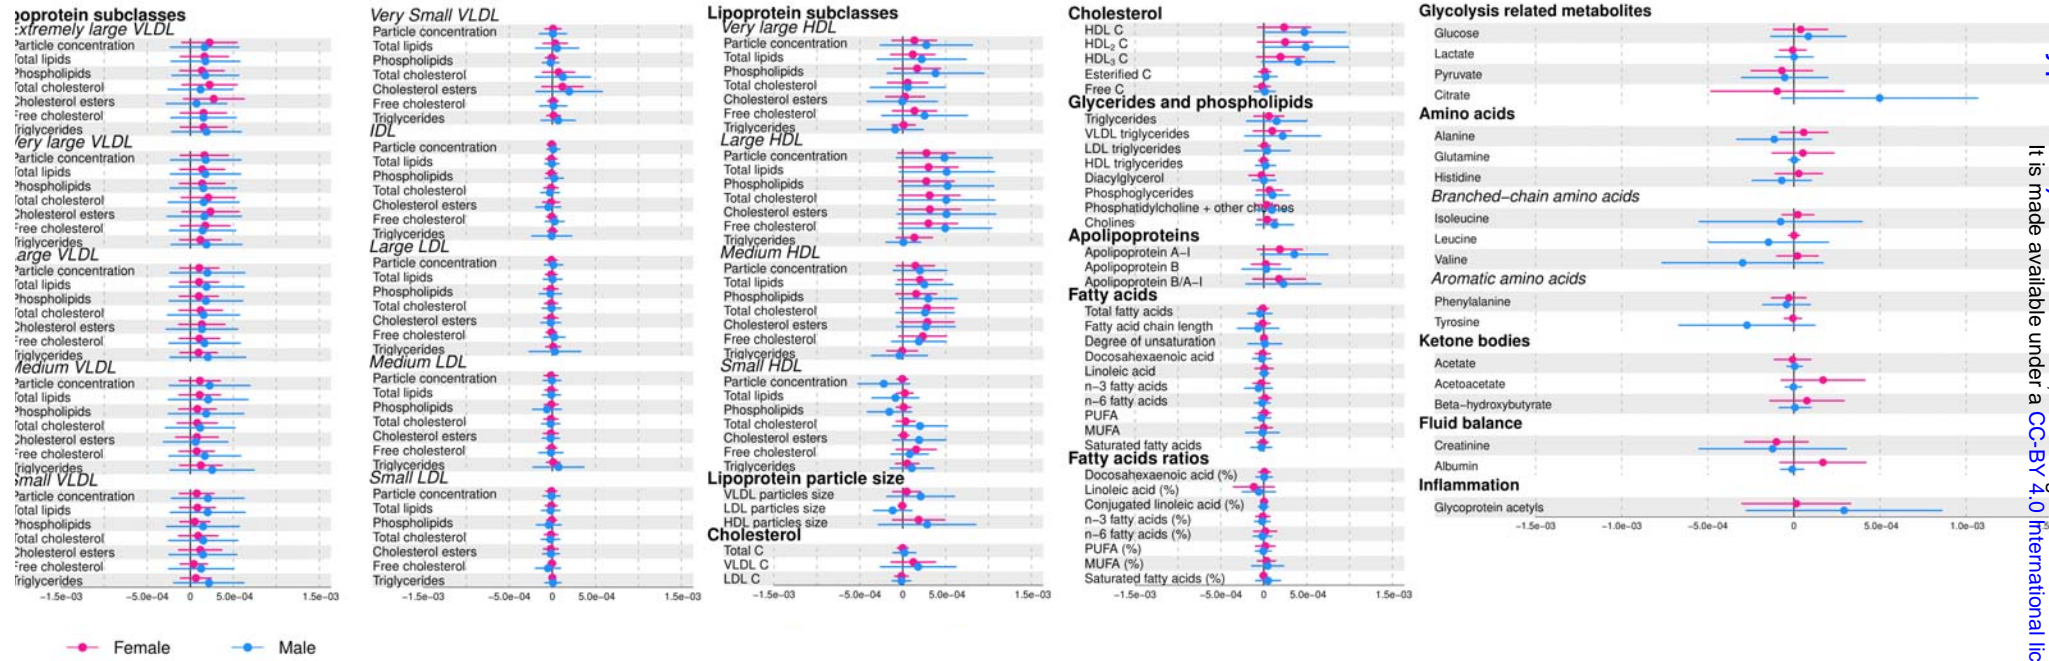 poprotein subclasses
Extremely large VLDL
Particle concentration
Total lipids
Phospholipids
Total cholesterol
Cholesterol esters
Free cholesterol
Triglycerides
Very large VLDL
Particle concentration
Total lipids
Phospholipids
Total cholesterol
Cholesterol esters
Free cholesterol
Triglycerides
Large VLDL
Particle concentration
Total lipids
Phospholipids
Total cholesterol
Cholesterol esters
Free cholesterol
Triglycerides
Medium VLDL
Particle concentration
Total lipids
Phospholipids
Total cholesterol
Cholesterol esters
Free cholesterol
Triglycerides
Small VLDL
Particle concentration
Total lipids
Phospholipids
Total cholesterol
Cholesterol esters
Free cholesterol
Triglycerides
−1.5e−03 −5.0e−04 0 5.0e−04 1.5e−03
Very Small VLDL
Particle concentration
Total lipids
Phospholipids
Total cholesterol
Cholesterol esters
Free cholesterol
Triglycerides
IDL
Particle concentration
Total lipids
Phospholipids
Total cholesterol
Cholesterol esters
Free cholesterol
Triglycerides
Large LDL
Particle concentration
Total lipids
Phospholipids
Total cholesterol
Cholesterol esters
Free cholesterol
Triglycerides
Medium LDL
Particle concentration
Total lipids
Phospholipids
Total cholesterol
Cholesterol esters
Free cholesterol
Triglycerides
Small LDL
Particle concentration
Total lipids
Phospholipids
Total cholesterol
Cholesterol esters
Free cholesterol
Triglycerides
−1.5e−03 −5.0e−04 0 5.0e−04 1.5e−03
Lipoprotein subclasses
Very large HDL
Particle concentration
Total lipids
Phospholipids
Total cholesterol
Cholesterol esters
Free cholesterol
Triglycerides
Large HDL
Particle concentration
Total lipids
Phospholipids
Total cholesterol
Cholesterol esters
Free cholesterol
Triglycerides
Medium HDL
Particle concentration
Total lipids
Phospholipids
Total cholesterol
Cholesterol esters
Free cholesterol
Triglycerides
Small HDL
Particle concentration
Total lipids
Phospholipids
Total cholesterol
Cholesterol esters
Free cholesterol
Triglycerides
Lipoprotein particle size
VLDL particles size
LDL particles size
HDL particles size
Cholesterol
Total C
VLDL C
LDL C
−1.5e−03 −5.0e−04 0 5.0e−04 1.5e−03
Cholesterol
HDL C
HDL₂ C
HDL₃ C
Esterified C
Free C
Glycerides and phospholipids
Triglycerides
VLDL triglycerides
LDL triglycerides
HDL triglycerides
Diacylglycerol
Phosphoglycerides
Phosphatidylcholine + other cholines
Cholines
Apolipoproteins
Apolipoprotein A−I
Apolipoprotein B
Apolipoprotein B/A−I
Fatty acids
Total fatty acids
Fatty acid chain length
Degree of unsaturation
Docosahexaenoic acid
Linoleic acid
n−3 fatty acids
n−6 fatty acids
PUFA
MUFA
Saturated fatty acids
Fatty acids ratios
Docosahexaenoic acid (%)
Linoleic acid (%)
Conjugated linoleic acid (%)
n−3 fatty acids (%)
n−6 fatty acids (%)
PUFA (%)
MUFA (%)
Saturated fatty acids (%)
−1.5e−03 −5.0e−04 0 5.0e−04 1.5e−03
Glycolysis related metabolites
Glucose
Lactate
Pyruvate
Citrate
Amino acids
Alanine
Glutamine
Histidine
Branched−chain amino acids
Isoleucine
Leucine
Valine
Aromatic amino acids
Phenylalanine
Tyrosine
Ketone bodies
Acetate
Acetoacetate
Beta−hydroxybutyrate
Fluid balance
Creatinine
Albumin
Inflammation
Glycoprotein acetyls
−1.5e−03 −1.0e−03 −5.0e−04 0 5.0e−04 1.0e−03
Female Male
It is made available under a CC-BY 4.0 International lic